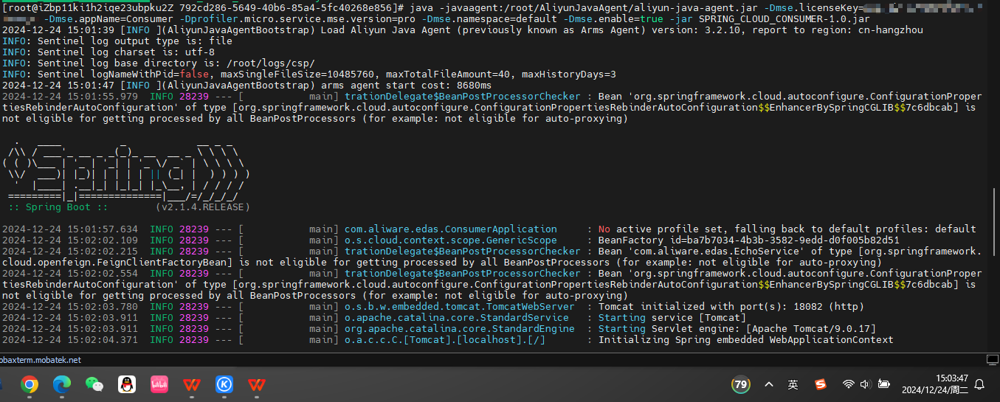 [root@iZbp11ki1h2iqe23ubpku2Z 792cd286-5649-40b6-85a4-5fc40268e856]# java -javaagent:/root/AliyunJavaAgent/aliyun-java-agent.jar -Dmse.licenseKey=
-Dmse.appName=Consumer -Dprofiler.micro.service.mse.version=pro -Dmse.namespace=default -Dmse.enable=true -jar SPRING_CLOUD_CONSUMER-1.0.jar
2024-12-24 15:01:39 [INFO ](AliyunJavaAgentBootstrap) Load Aliyun Java Agent (previously known as Arms Agent) version: 3.2.10, report to region: cn-hangzhou
INFO: Sentinel log output type is: file
INFO: Sentinel log charset is: utf-8
INFO: Sentinel log base directory is: /root/logs/csp/
INFO: Sentinel logNameWithPid=false, maxSingleFileSize=10485760, maxTotalFileAmount=40, maxHistoryDays=3
2024-12-24 15:01:47 [INFO ](AliyunJavaAgentBootstrap) arms agent start cost: 8680ms
2024-12-24 15:01:55.979  INFO 28239 --- [           main] trationDelegate$BeanPostProcessorChecker : Bean 'org.springframework.cloud.autoconfigure.ConfigurationProper
tiesRebinderAutoConfiguration' of type [org.springframework.cloud.autoconfigure.ConfigurationPropertiesRebinderAutoConfiguration$$EnhancerBySpringCGLIB$$7c6dbcab] is
not eligible for getting processed by all BeanPostProcessors (for example: not eligible for auto-proxying)
:: Spring Boot ::        (v2.1.4.RELEASE)
2024-12-24 15:01:57.634  INFO 28239 --- [           main] com.aliware.edas.ConsumerApplication     : No active profile set, falling back to default profiles: default
2024-12-24 15:02:02.109  INFO 28239 --- [           main] o.s.cloud.context.scope.GenericScope     : BeanFactory id=ba7b7034-4b3b-3582-9edd-d0f005b82d51
2024-12-24 15:02:02.215  INFO 28239 --- [           main] trationDelegate$BeanPostProcessorChecker : Bean 'com.aliware.edas.EchoService' of type [org.springframework.
cloud.openfeign.FeignClientFactoryBean] is not eligible for getting processed by all BeanPostProcessors (for example: not eligible for auto-proxying)
2024-12-24 15:02:02.554  INFO 28239 --- [           main] trationDelegate$BeanPostProcessorChecker : Bean 'org.springframework.cloud.autoconfigure.ConfigurationProper
tiesRebinderAutoConfiguration' of type [org.springframework.cloud.autoconfigure.ConfigurationPropertiesRebinderAutoConfiguration$$EnhancerBySpringCGLIB$$7c6dbcab] is
not eligible for getting processed by all BeanPostProcessors (for example: not eligible for auto-proxying)
2024-12-24 15:02:03.780  INFO 28239 --- [           main] o.s.b.w.embedded.tomcat.TomcatWebServer  : Tomcat initialized with port(s): 18082 (http)
2024-12-24 15:02:03.911  INFO 28239 --- [           main] o.apache.catalina.core.StandardService   : Starting service [Tomcat]
2024-12-24 15:02:03.911  INFO 28239 --- [           main] org.apache.catalina.core.StandardEngine  : Starting Servlet engine: [Apache Tomcat/9.0.17]
2024-12-24 15:02:04.371  INFO 28239 --- [           main] o.a.c.c.C.[Tomcat].[localhost].[/]       : Initializing Spring embedded WebApplicationContext
obaxterm.mobatek.net
bilibili
79
英
15:03:47
2024/12/24/周二